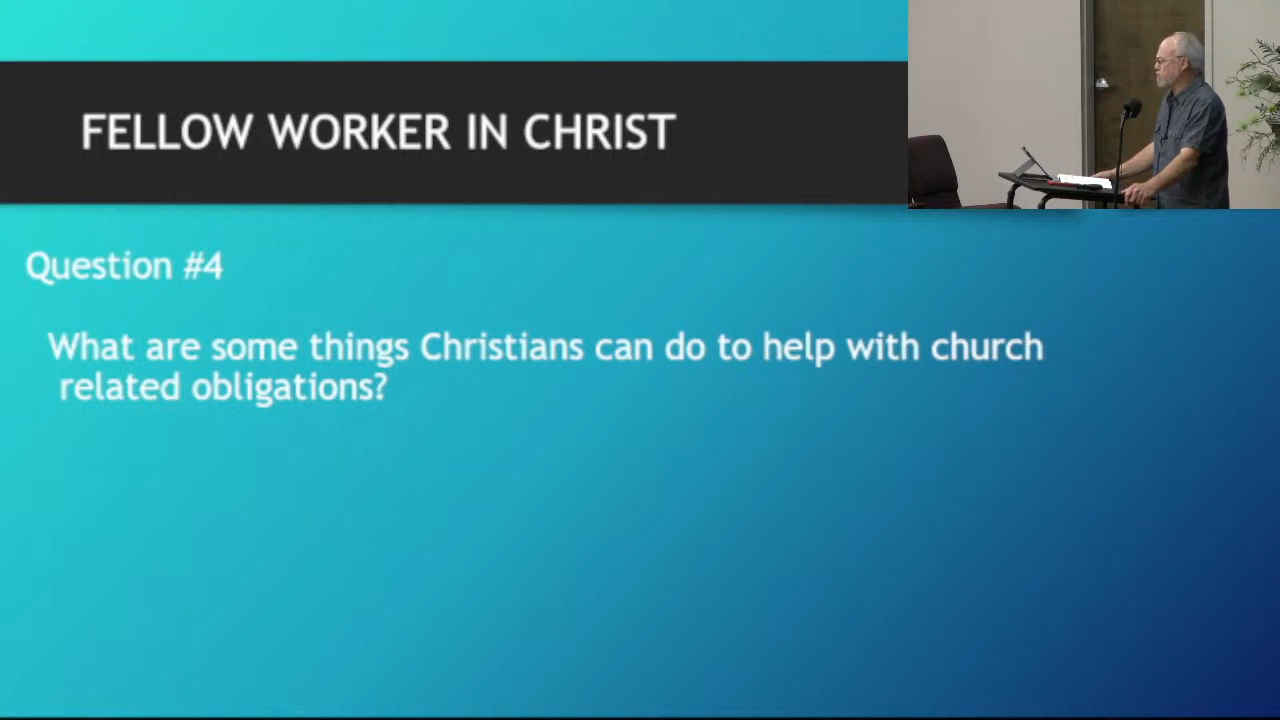 FELLOW WORKER IN CHRIST
Question #4
What are some things Christians can do to help with church
related obligations?